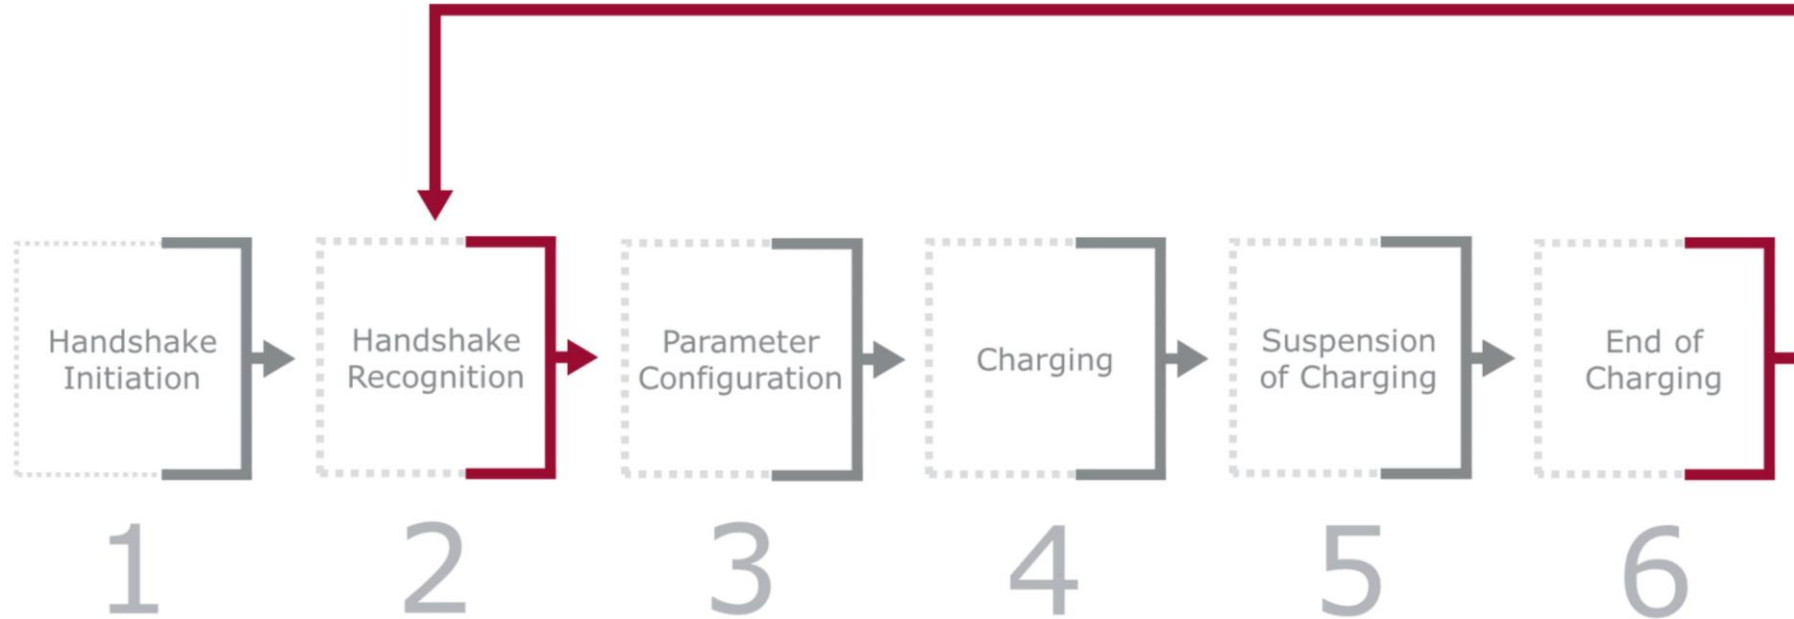 Handshake
Initiation
Handshake
Recognition
Parameter
Configuration
Charging
Suspension
of Charging
End of
Charging
1
2
3
4
5
6